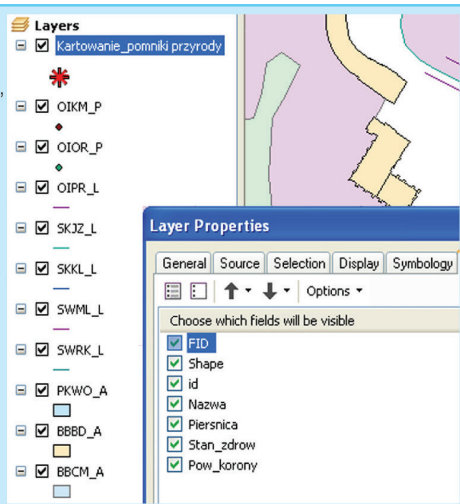 Layers
Kartowanie_pomniki przyrody
OIKM_P
OIOR_P
OIPR_L
SKJZ_L
SKKL_L
SWML_L
SWRK_L
PKWO_A
BBBD_A
BBCM_A
Layer Properties
General Source Selection Display Symbology
Options
Choose which fields will be visible
FID
Shape
id
Nazwa
Piersnica
Stan_zdrow
Pow_korony